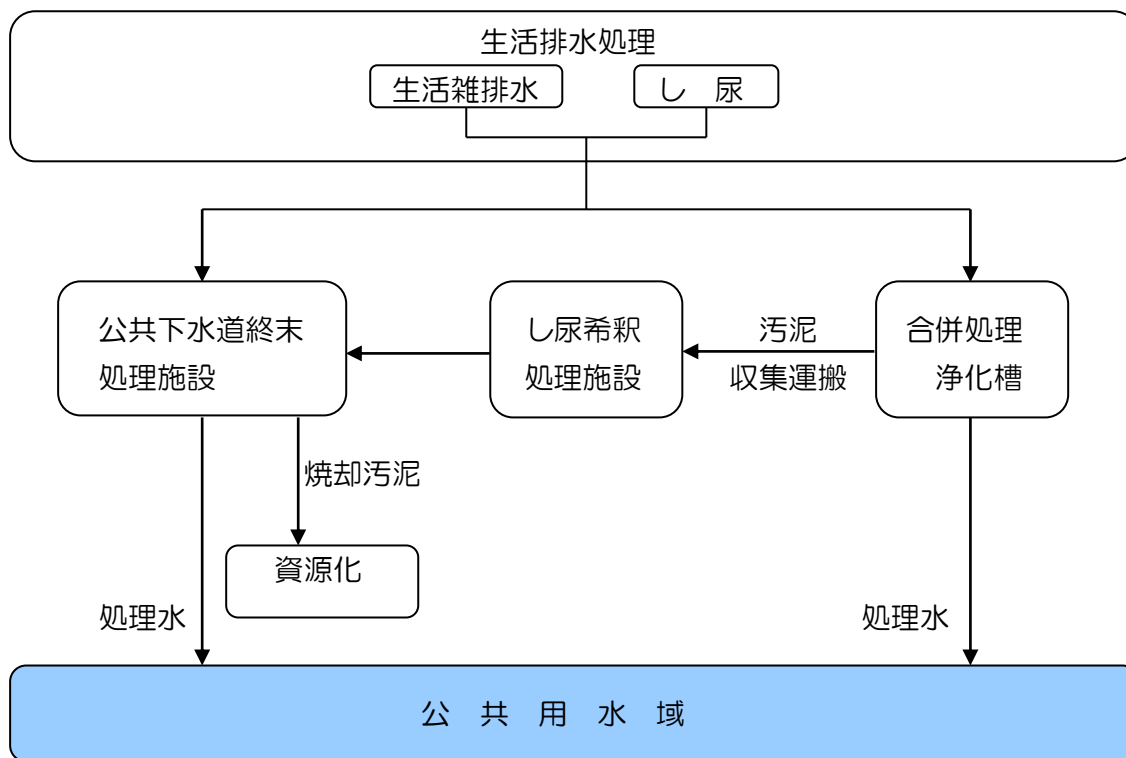 生活排水処理
生活雑排水
し 尿
公共下水道終末
処理施設
し尿希釈
処理施設
汚泥
収集運搬
合併処理
浄化槽
焼却汚泥
資源化
処理水
処理水
公 共 用 水 域